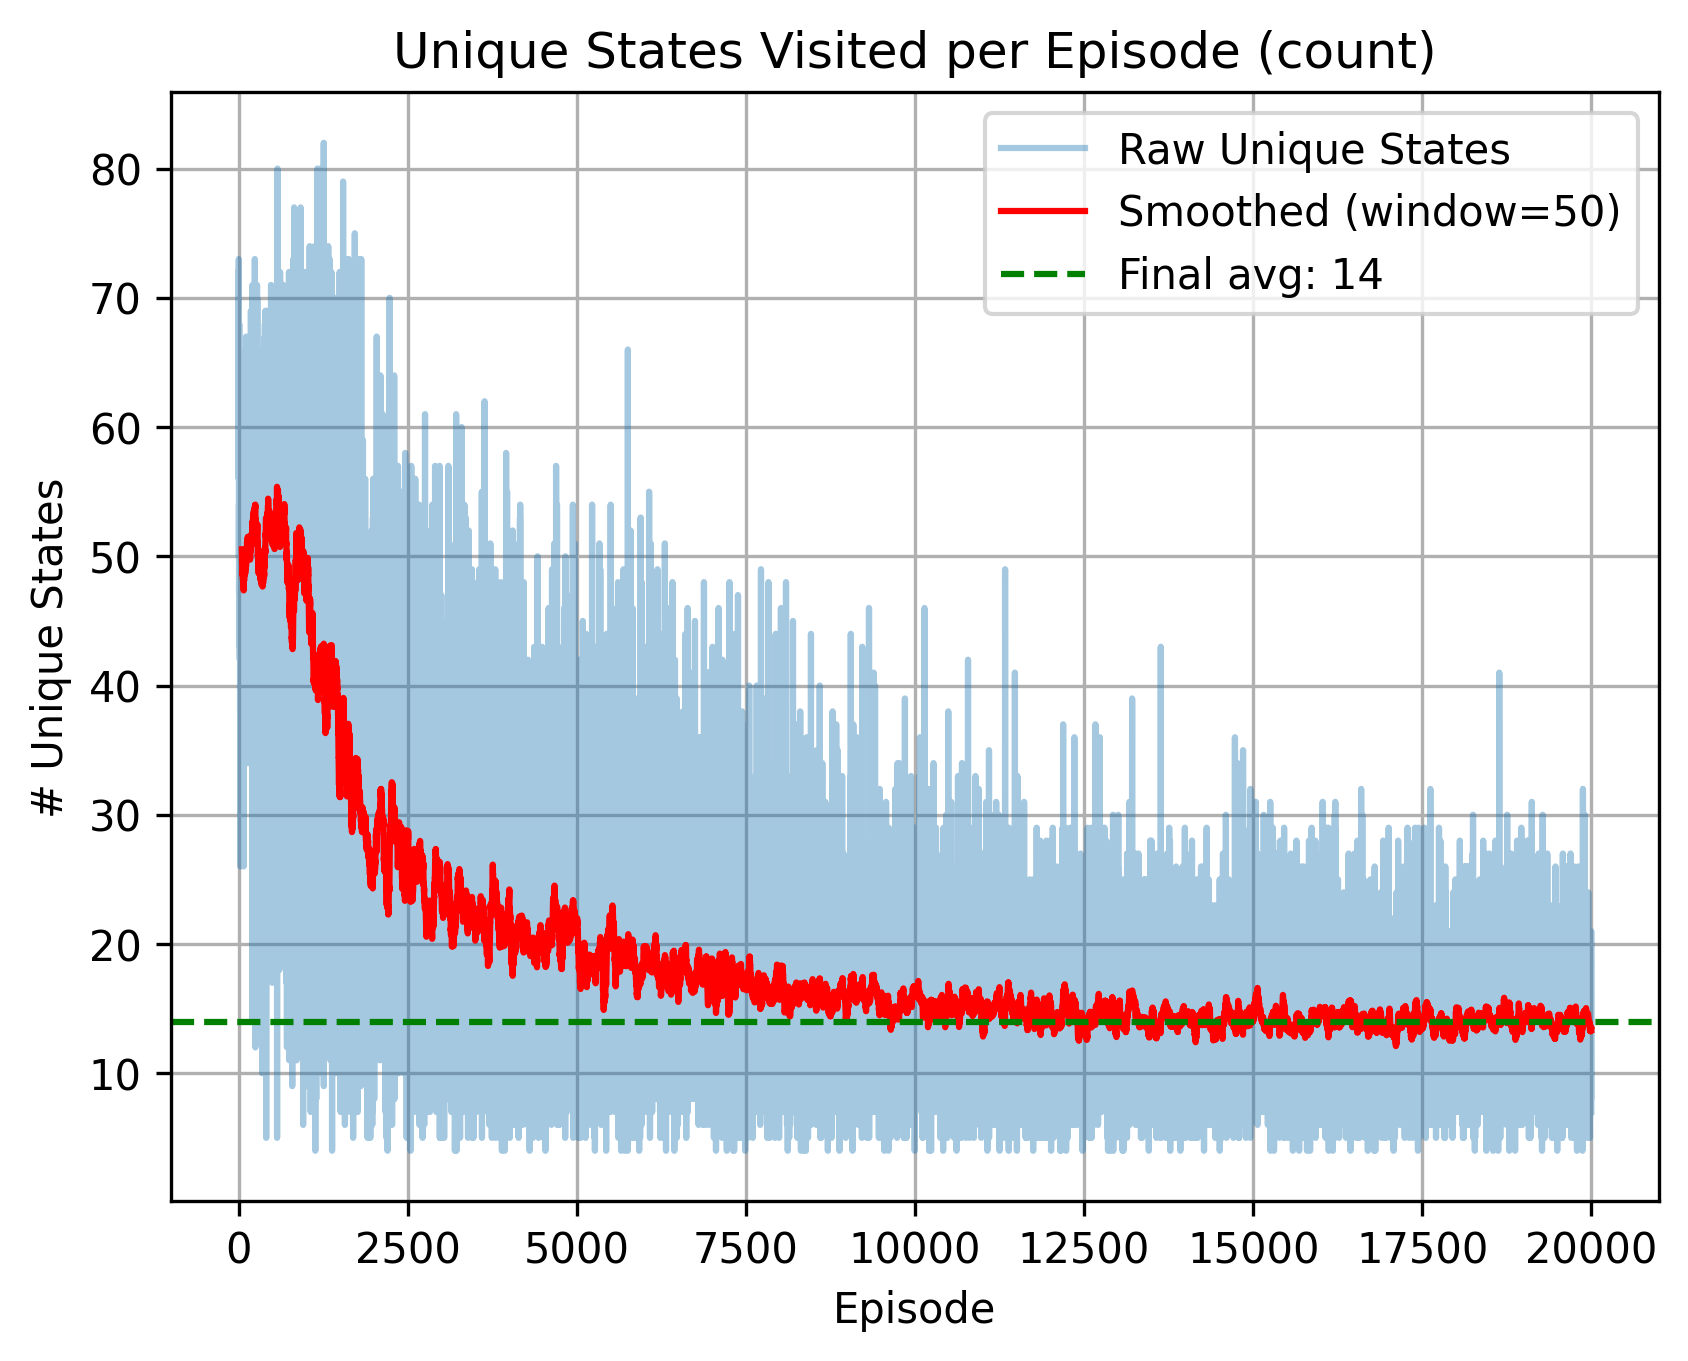 Unique States Visited per Episode (count)
Raw Unique States
Smoothed (window=50)
Final avg: 14
# Unique States
80
70
60
50
40
30
20
10
0 2500 5000 7500 10000 12500 15000 17500 20000
Episode